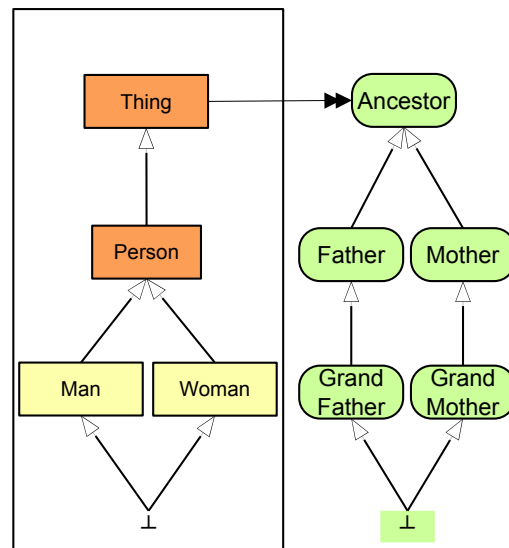 Thing
Ancestor
Person
Father
Mother
Man
Woman
Grand
Father
Grand
Mother
⊥
⊥